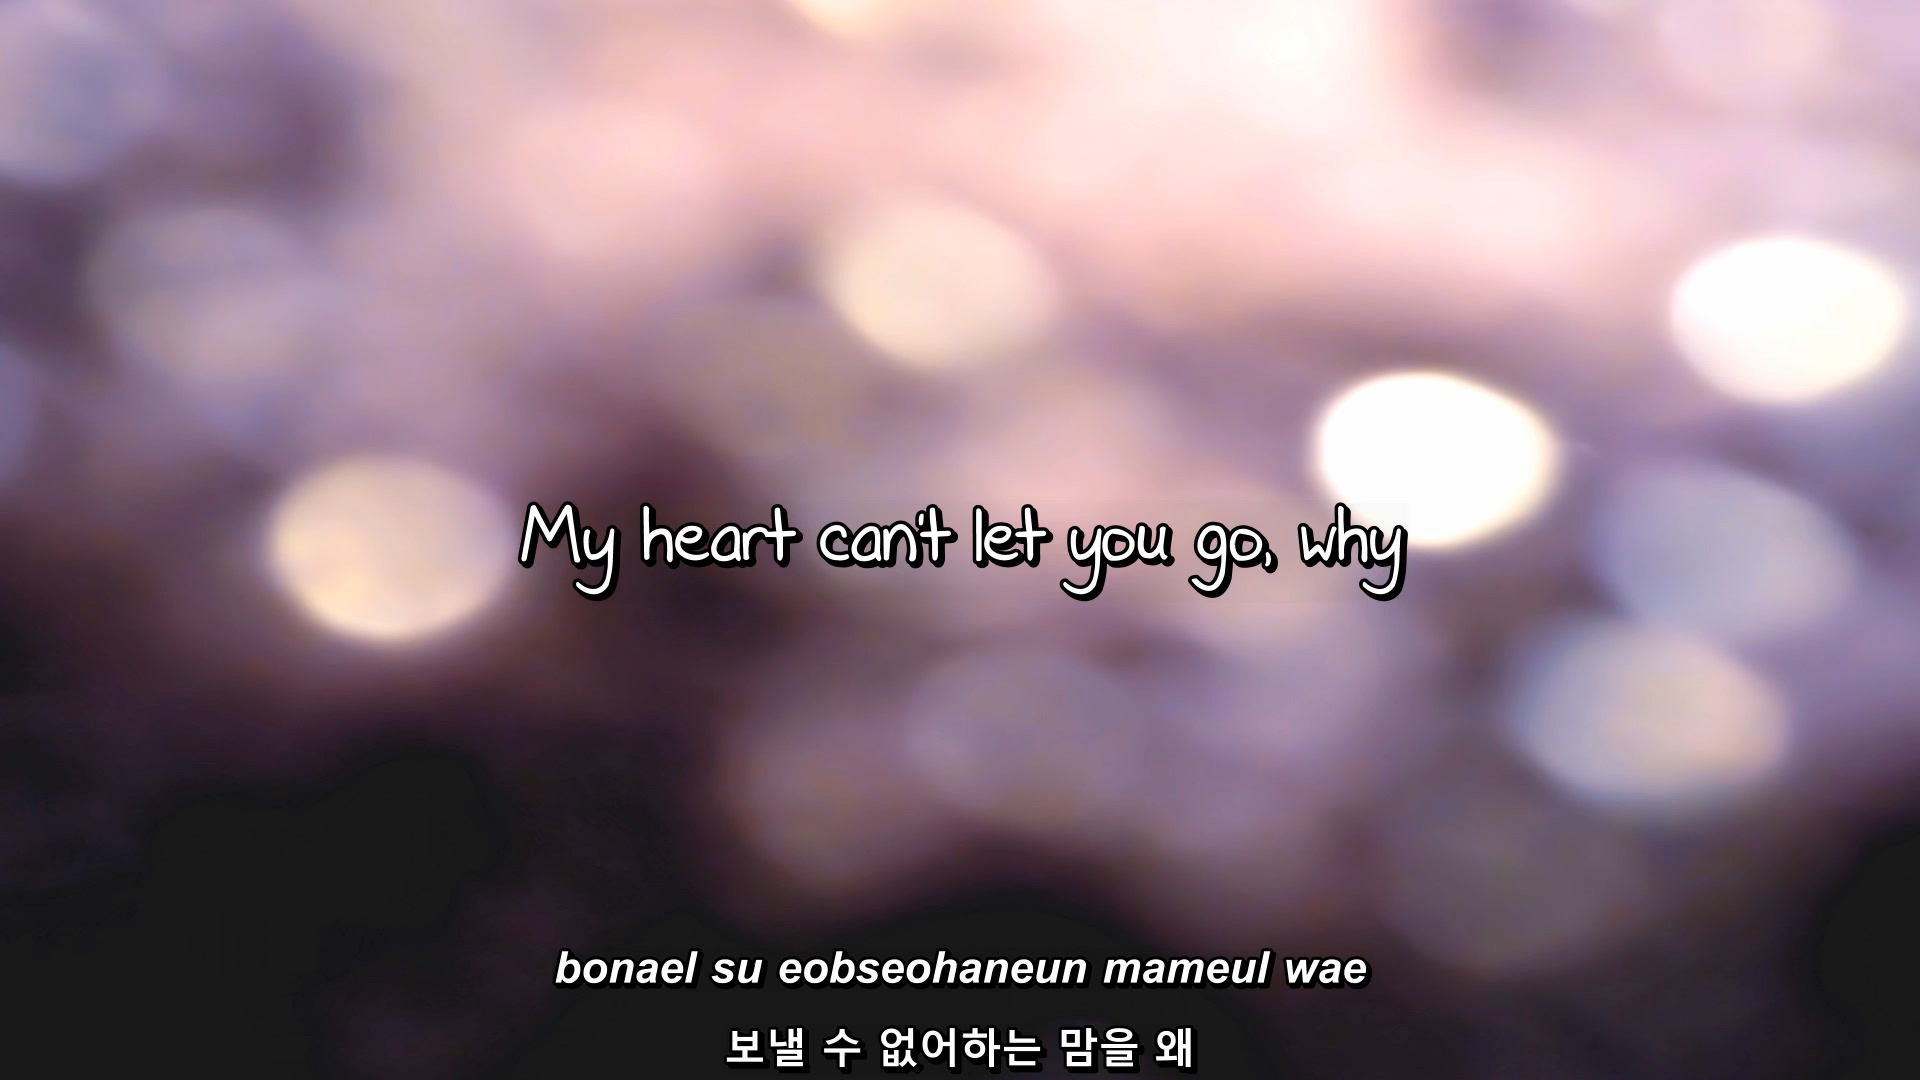 My heart can't let you go, why
bonael su eobseohaneun mameul wae
보낼 수 없어하는 맘을 왜